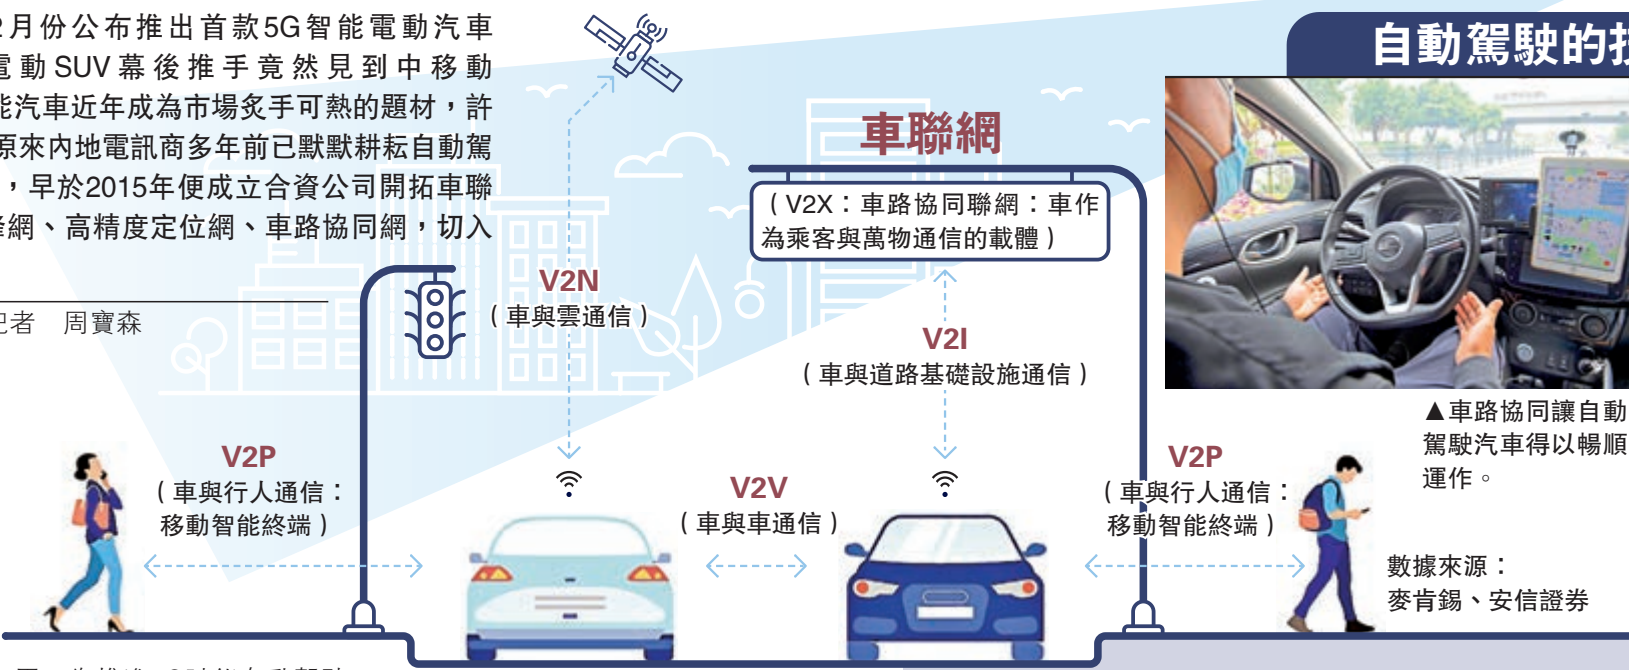 2月份公布推出首款5G智能電動汽車
電動SUV幕後推手竟然見到中移動
能汽車近年成為市場炙手可熱的題材，許
原來內地電訊商多年前已默默耕耘自動駕
，早於2015年便成立合資公司開拓車聯
網、高精度定位網、車路協同網，切入
記者　周寶森
自動駕駛的技
車聯網
（V2X：車路協同聯網：車作
為乘客與萬物通信的載體）
V2N
（車與雲通信）
V2I
（車與道路基礎設施通信）
V2P
（車與行人通信：
移動智能終端）
V2V
（車與車通信）
V2P
（車與行人通信：
移動智能終端）
▲車路協同讓自動
駕駛汽車得以暢順
運作。
數據來源：
麥肯錫、安信證券